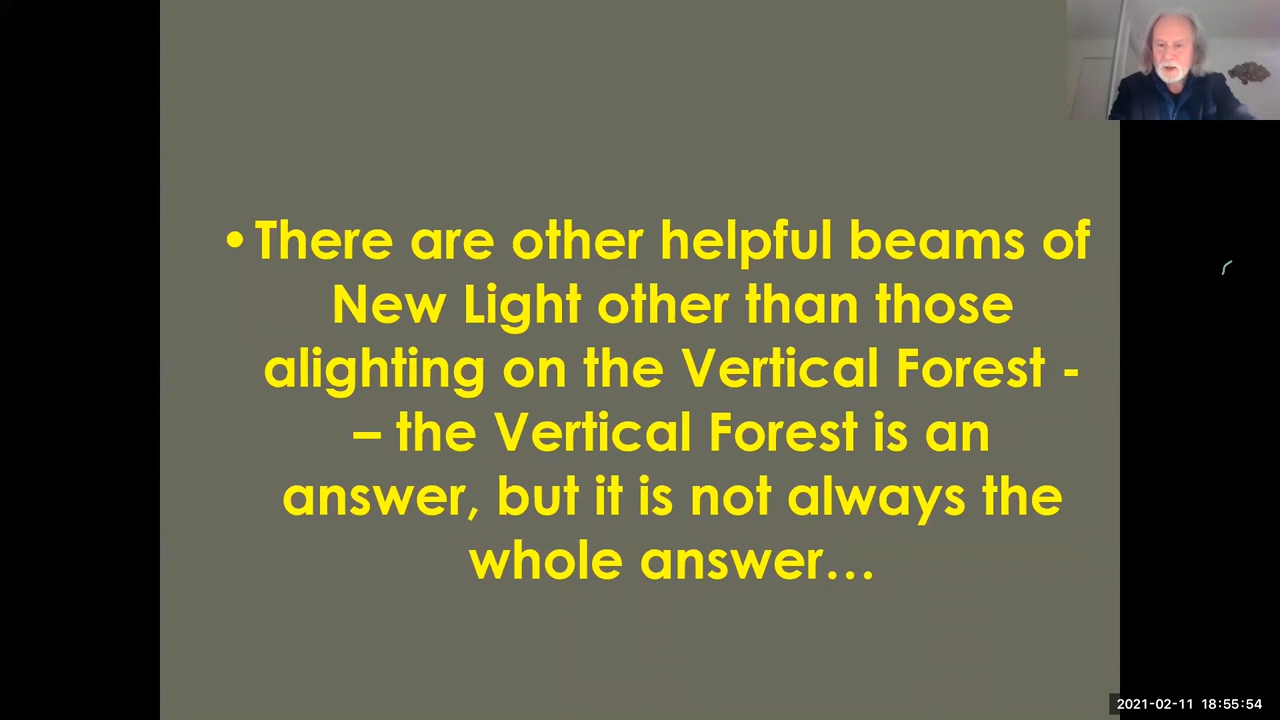 •There are other helpful beams of
New Light other than those
alighting on the Vertical Forest -
– the Vertical Forest is an
answer, but it is not always the
whole answer…
2021-02-11 18:55:54